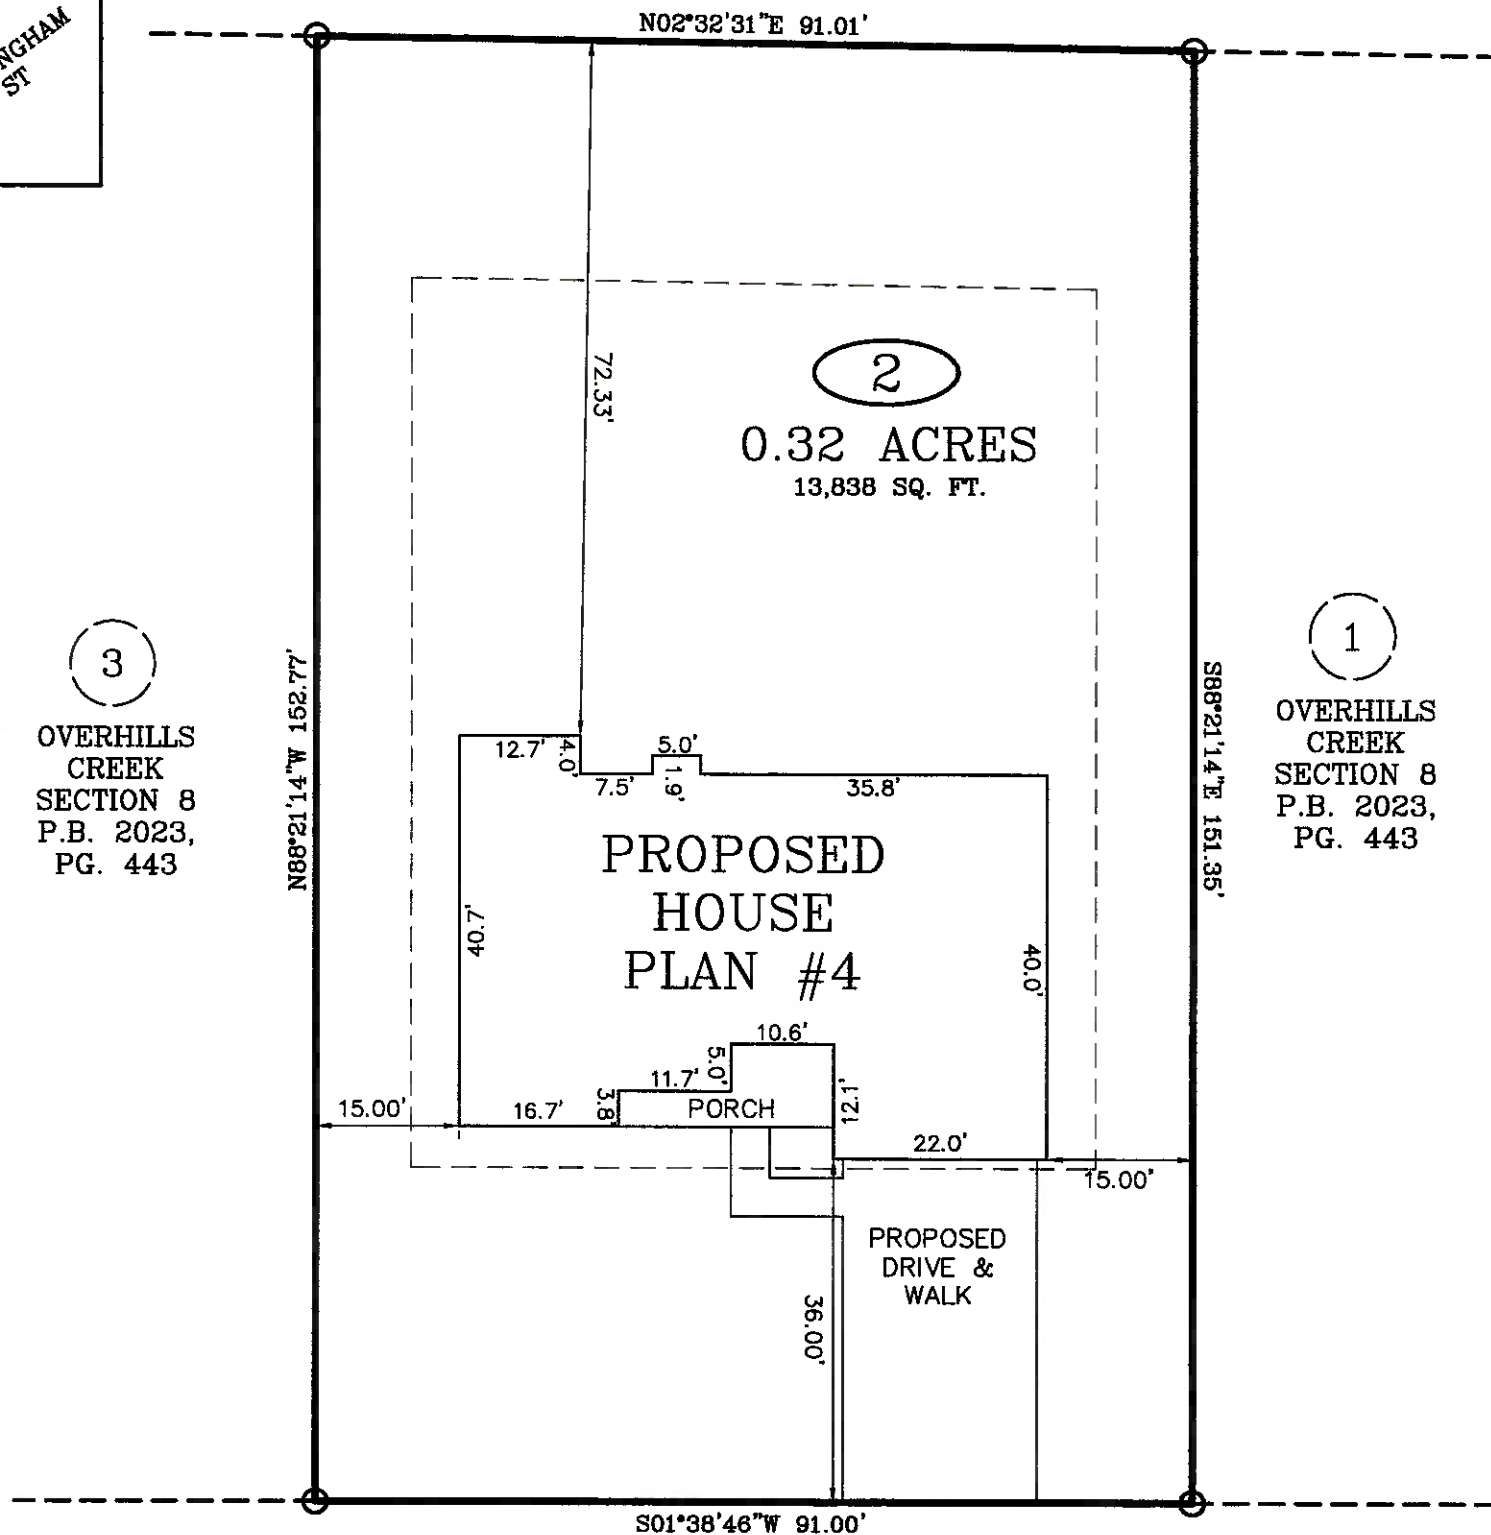 N02°32'31"E 91.01'
NGHAM
ST
72.33'
2
0.32 ACRES
13,838 SQ. FT.
3
OVERHILLS
CREEK
SECTION 8
P.B. 2023,
PG. 443
N88°21'14"W 152.77'
S88°21'14"E 151.35'
1
OVERHILLS
CREEK
SECTION 8
P.B. 2023,
PG. 443
12.7'
4.0'
7.5'
5.0'
1.9'
35.8'
PROPOSED
HOUSE
PLAN #4
40.7'
40.0'
10.6'
5.0'
11.7'
3.8'
PORCH
12.1'
15.00'
16.7'
22.0'
15.00'
PROPOSED
DRIVE &
WALK
36.00'
S01°38'46"W 91.00'